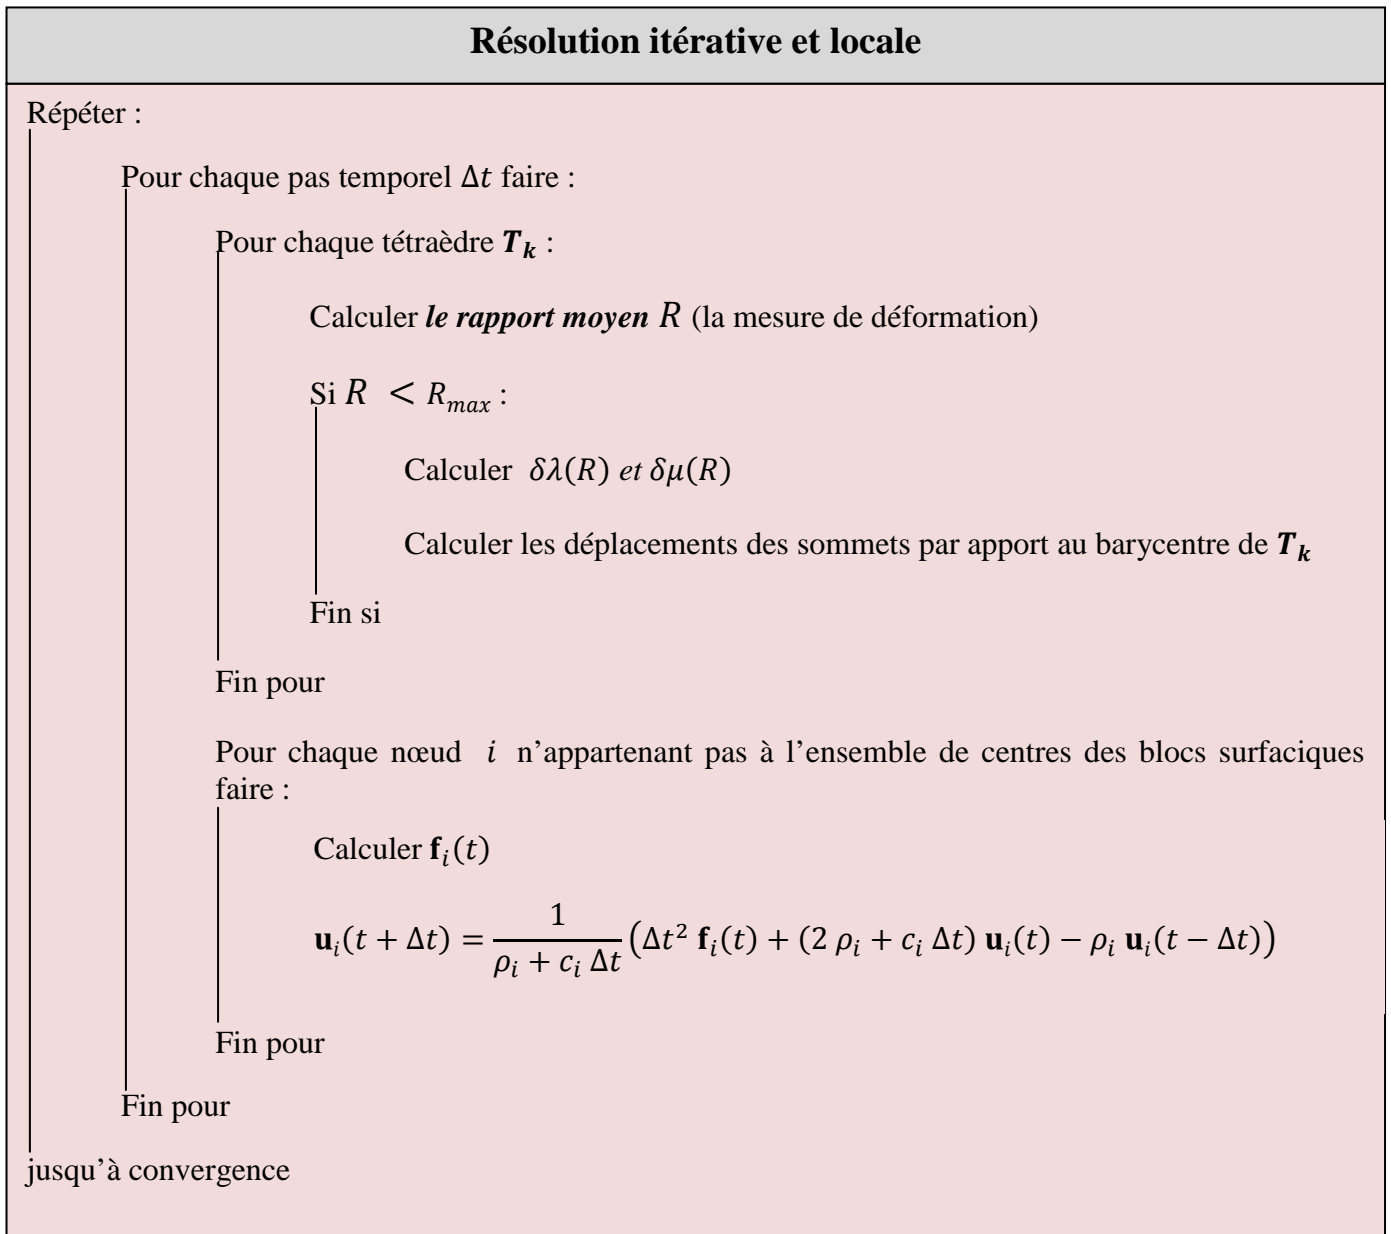 Résolution itérative et locale
Répéter :
Pour chaque pas temporel Δt faire :
Pour chaque tétraèdre T_k :
Calculer le rapport moyen R (la mesure de déformation)
Si R < R_max :
Calculer δλ(R) et δμ(R)
Calculer les déplacements des sommets par apport au barycentre de T_k
Fin si
Fin pour
Pour chaque nœud i n’appartenant pas à l’ensemble de centres des blocs surfaciques
faire :
Calculer f_i(t)
u_i(t + Δt) = 1/(ρ_i + c_i Δt) (Δt² f_i(t) + (2 ρ_i + c_i Δt) u_i(t) − ρ_i u_i(t − Δt))
Fin pour
Fin pour
jusqu’à convergence